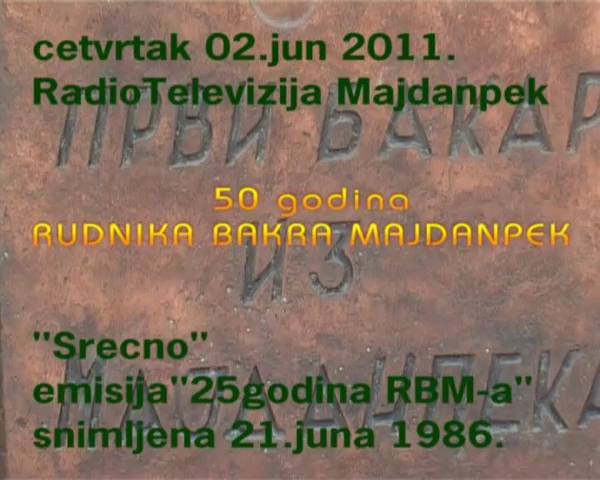 cetvrtak 02.jun 2011.
RadioTelevizija Majdanpek
ПРВИ БАКАР
50 godina
RUDNIKA BAKRA MAJDANPEK
ИЗ
"Srecno"
emisija"25godina RBM-a"
МАЈДАНПЕКА
snimljena 21.juna 1986.